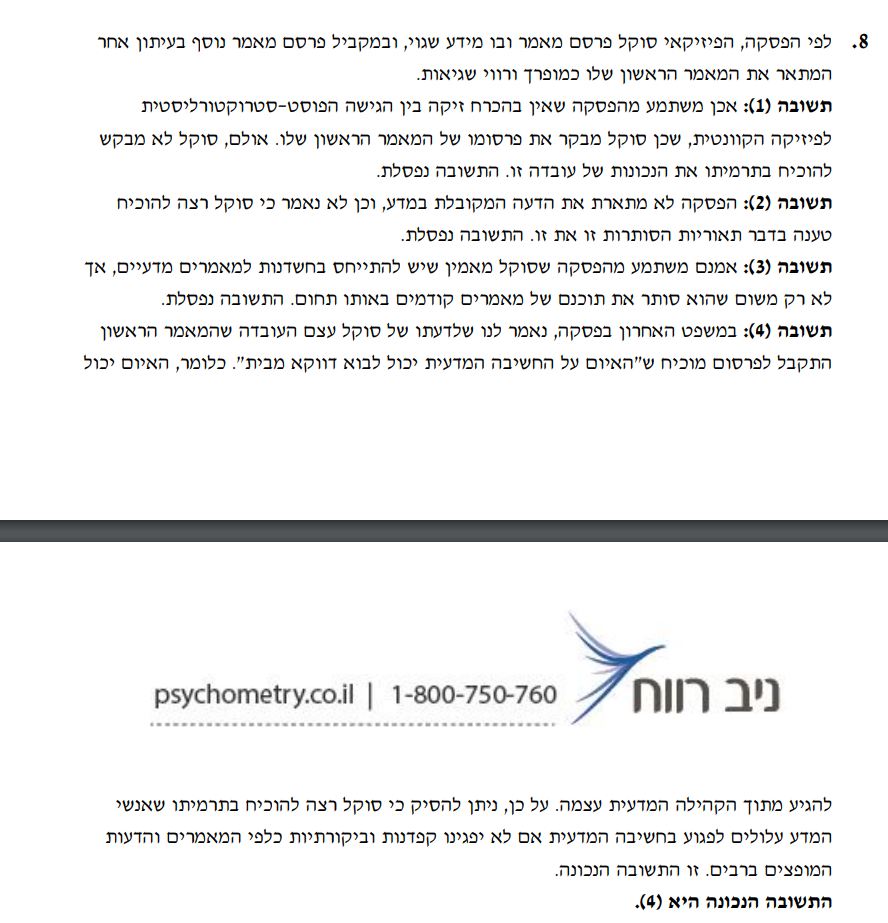 8. לפי הפסקה, הפיזיקאי סוקל פרסם מאמר ובו מידע שגוי, ובמקביל פרסם מאמר נוסף בעיתון אחר
המתאר את המאמר הראשון שלו כמופרך ורווי שגיאות.
תשובה (1): אכן משתמע מהפסקה שאין בהכרח זיקה בין הגישה הפוסט-סטרוקטורליסטית
לפיזיקה הקוונטית, שכן סוקל מבקר את פרסומו של המאמר הראשון שלו. אולם, סוקל לא מבקש
להוכיח בתרמיתו את הנכונות של עובדה זו. התשובה נפסלת.
תשובה (2): הפסקה לא מתארת את הדעה המקובלת במדע, וכן לא נאמר כי סוקל רצה להוכיח
טענה בדבר תאוריות הסותרות זו את זו. התשובה נפסלת.
תשובה (3): אמנם משתמע מהפסקה שסוקל מאמין שיש להתייחס בחשדנות למאמרים מדעיים, אך
לא רק משום שהוא סותר את תוכנם של מאמרים קודמים באותו תחום. התשובה נפסלת.
תשובה (4): במשפט האחרון בפסקה, נאמר לנו שלדעתו של סוקל עצם העובדה שהמאמר הראשון
התקבל לפרסום מוכיח ש"האיום על החשיבה המדעית יכול לבוא דווקא מבית". כלומר, האיום יכול
ניב רווח
psychometry.co.il | 1-800-750-760
להגיע מתוך הקהילה המדעית עצמה. על כן, ניתן להסיק כי סוקל רצה להוכיח בתרמיתו שאנשי
המדע עלולים לפגוע בחשיבה המדעית אם לא יפגינו קפדנות וביקורתיות כלפי המאמרים והדעות
המופצים ברבים. זו התשובה הנכונה.
התשובה הנכונה היא (4).